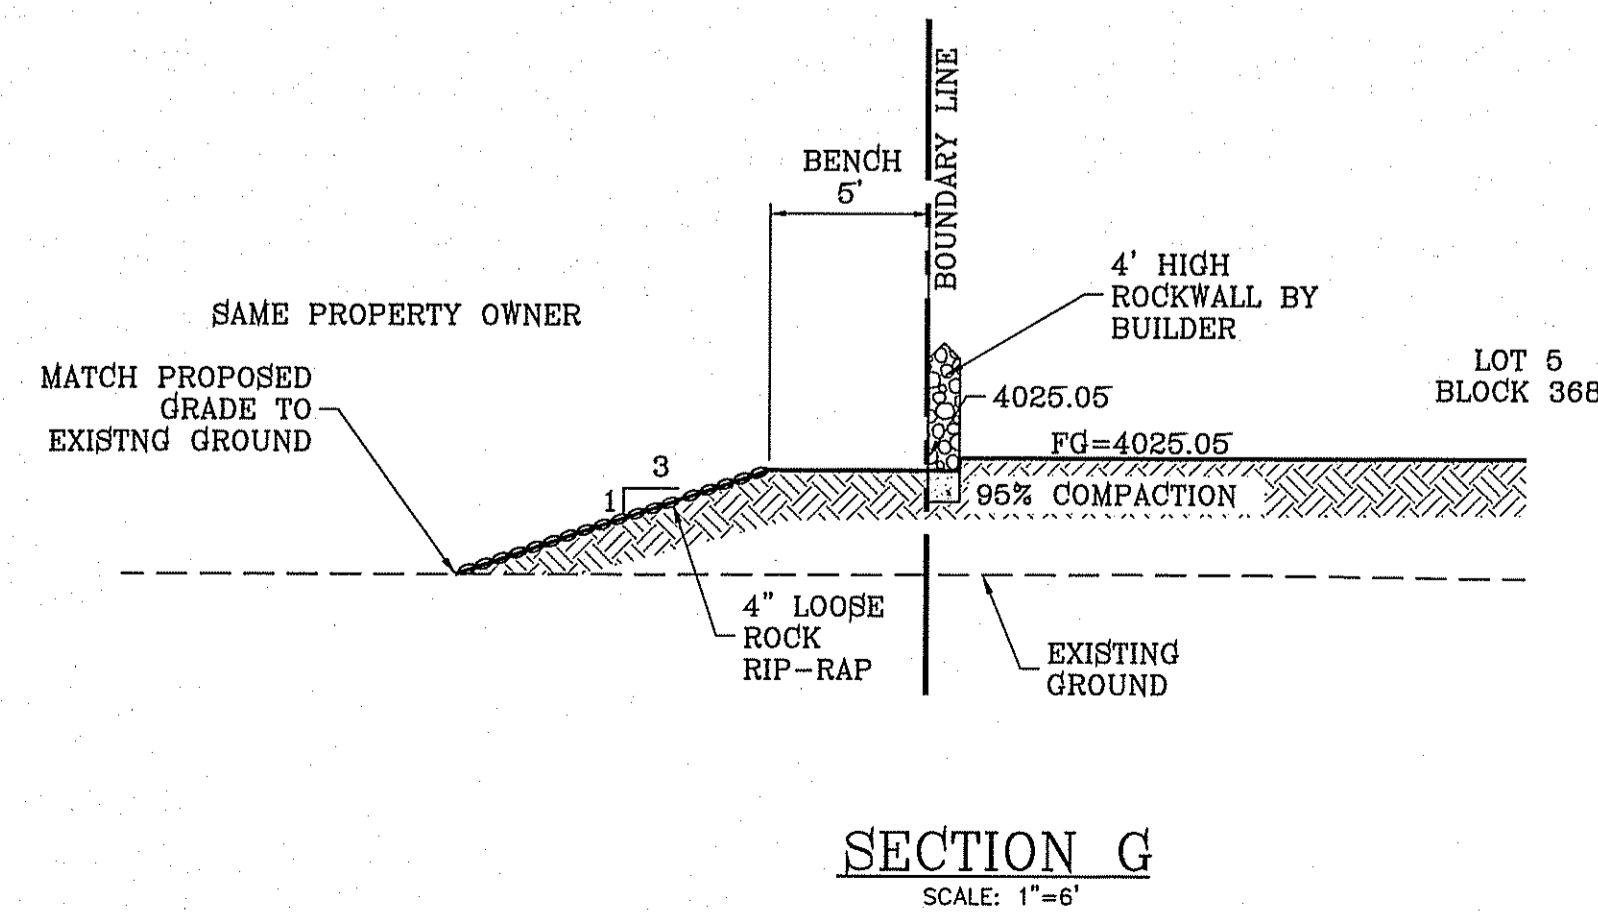 BOUNDARY LINE
BENCH
5'
4' HIGH
ROCKWALL BY
BUILDER
SAME PROPERTY OWNER
LOT 5
BLOCK 368
MATCH PROPOSED
GRADE TO
EXISTNG GROUND
4025.05
FG=4025.05
3
1
95% COMPACTION
4" LOOSE
ROCK
RIP-RAP
EXISTING
GROUND
SECTION G
SCALE: 1"=6'